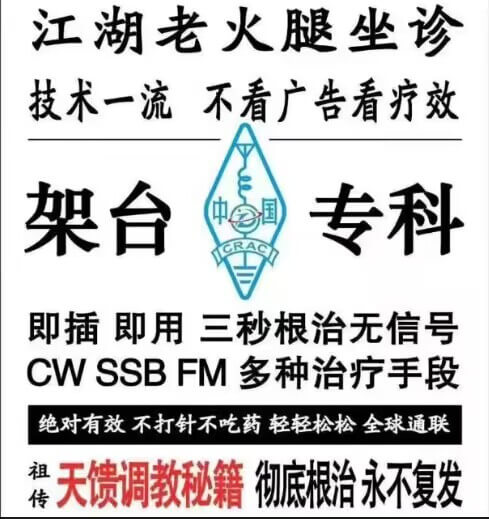 江湖老火腿坐诊
技术一流 不看广告看疗效
架台 中国 专科
CRAC
即插 即用 三秒根治无信号
CW SSB FM 多种治疗手段
绝对有效 不打针不吃药 轻轻松松 全球通联
祖传 天馈调教秘籍 彻底根治 永不复发